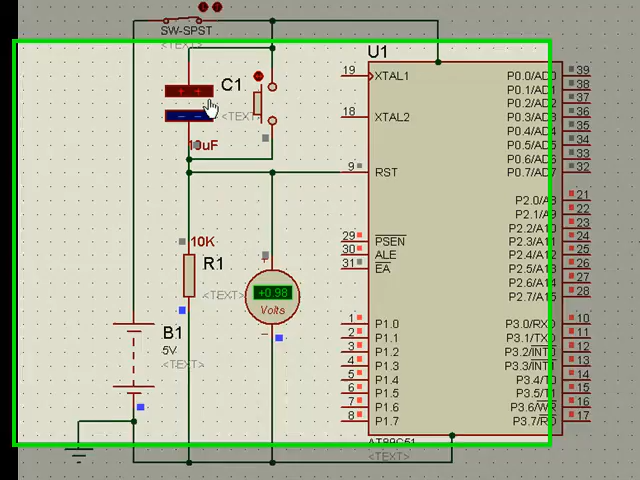 SW-SPST
<TEXT>
U1
C1
<TEXT>
10uF
10K
R1
<TEXT>
+0.98
Volts
B1
5V
<TEXT>
19 XTAL1
18 XTAL2
9 RST
29 PSEN
30 ALE
31 EA
1 P1.0
2 P1.1
3 P1.2
4 P1.3
5 P1.4
6 P1.5
7 P1.6
8 P1.7
P0.0/AD0 39
P0.1/AD1 38
P0.2/AD2 37
P0.3/AD3 36
P0.4/AD4 35
P0.5/AD5 34
P0.6/AD6 33
P0.7/AD7 32
P2.0/A8 21
P2.1/A9 22
P2.2/A10 23
P2.3/A11 24
P2.4/A12 25
P2.5/A13 26
P2.6/A14 27
P2.7/A15 28
P3.0/RXD 10
P3.1/TXD 11
P3.2/INT0 12
P3.3/INT1 13
P3.4/T0 14
P3.5/T1 15
P3.6/WR 16
P3.7/RD 17
AT89C51
<TEXT>